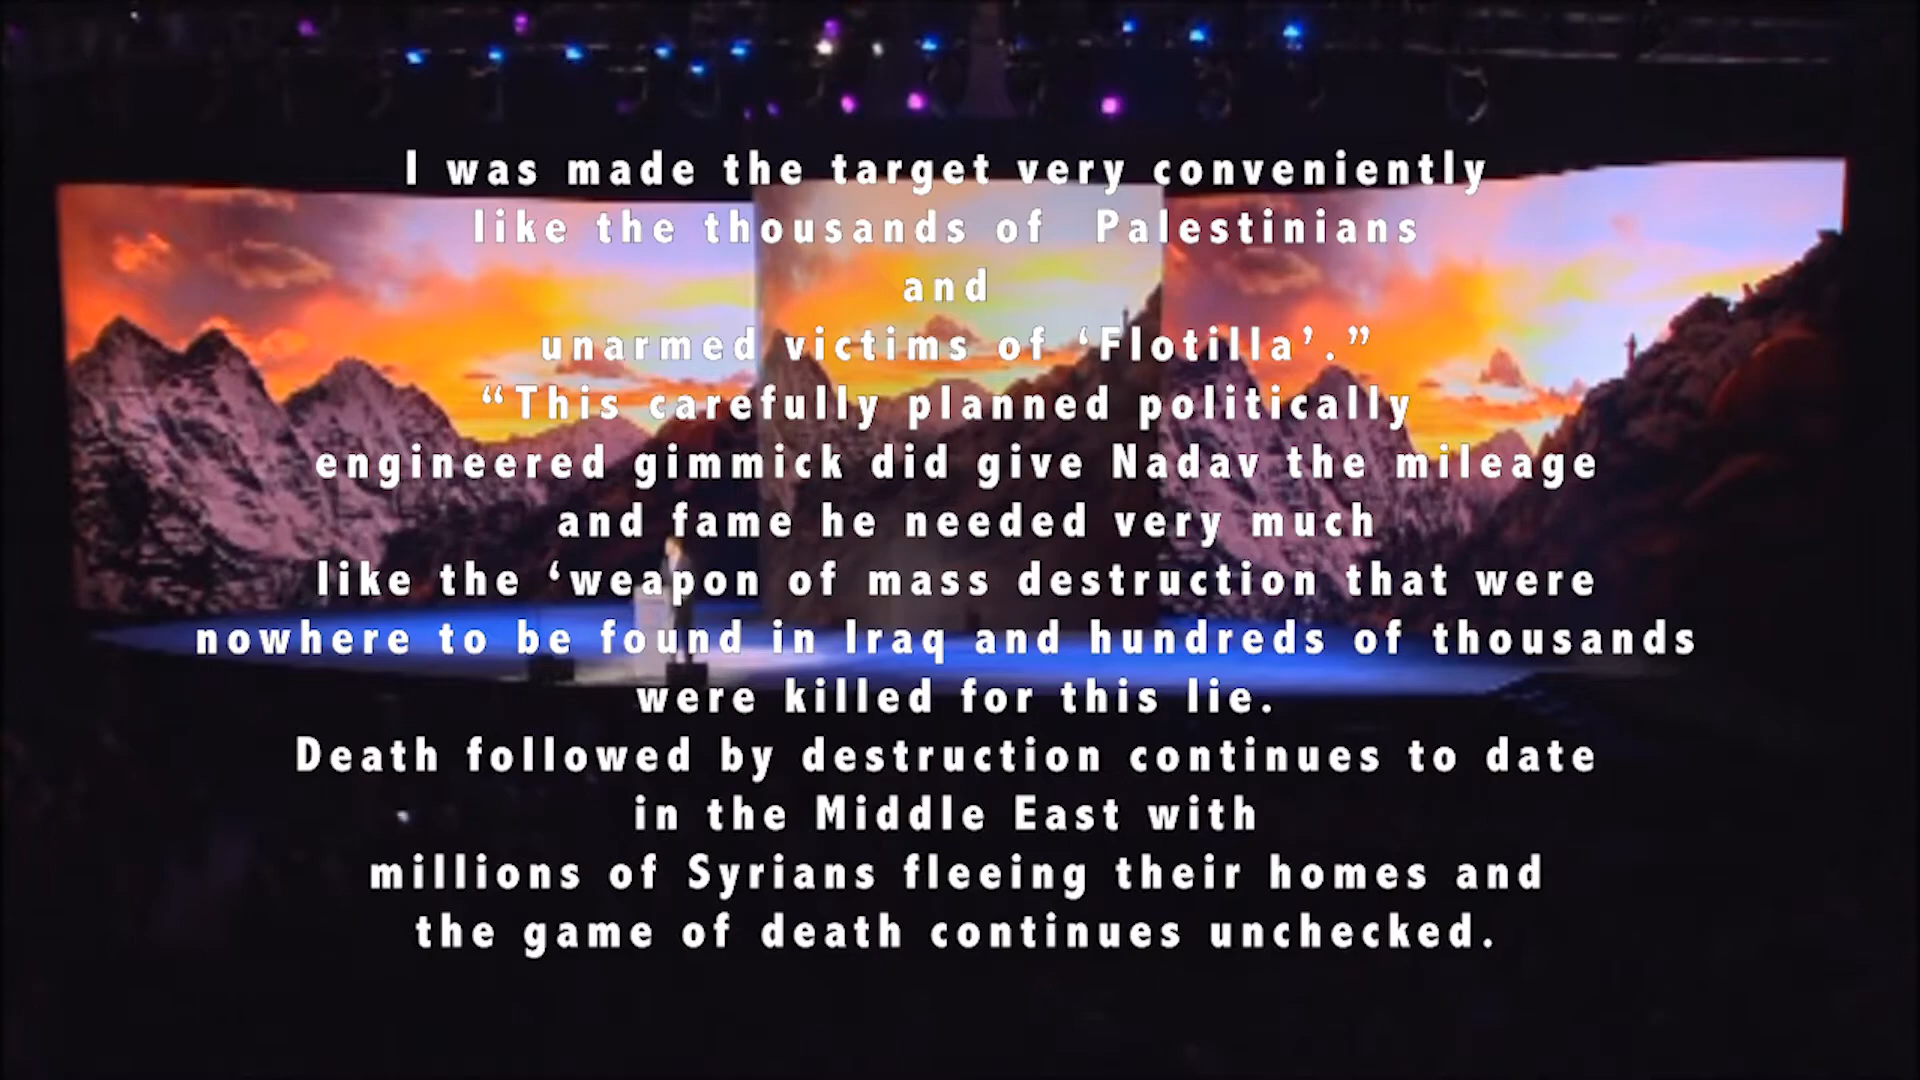 I was made the target very conveniently
like the thousands of Palestinians
and
unarmed victims of ‘Flotilla’.”
“This carefully planned politically
engineered gimmick did give Nadav the mileage
and fame he needed very much
like the ‘weapon of mass destruction that were
nowhere to be found in Iraq and hundreds of thousands
were killed for this lie.
Death followed by destruction continues to date
in the Middle East with
millions of Syrians fleeing their homes and
the game of death continues unchecked.